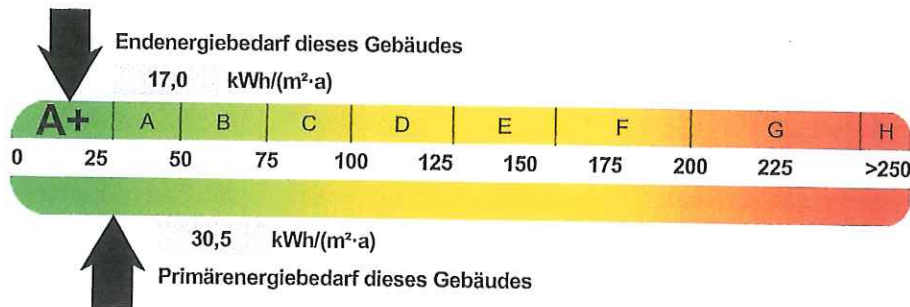 Endenergiebedarf dieses Gebäudes
17,0 kWh/(m²·a)
A+ A B C D E F G H
0 25 50 75 100 125 150 175 200 225 >250
30,5 kWh/(m²·a)
Primärenergiebedarf dieses Gebäudes